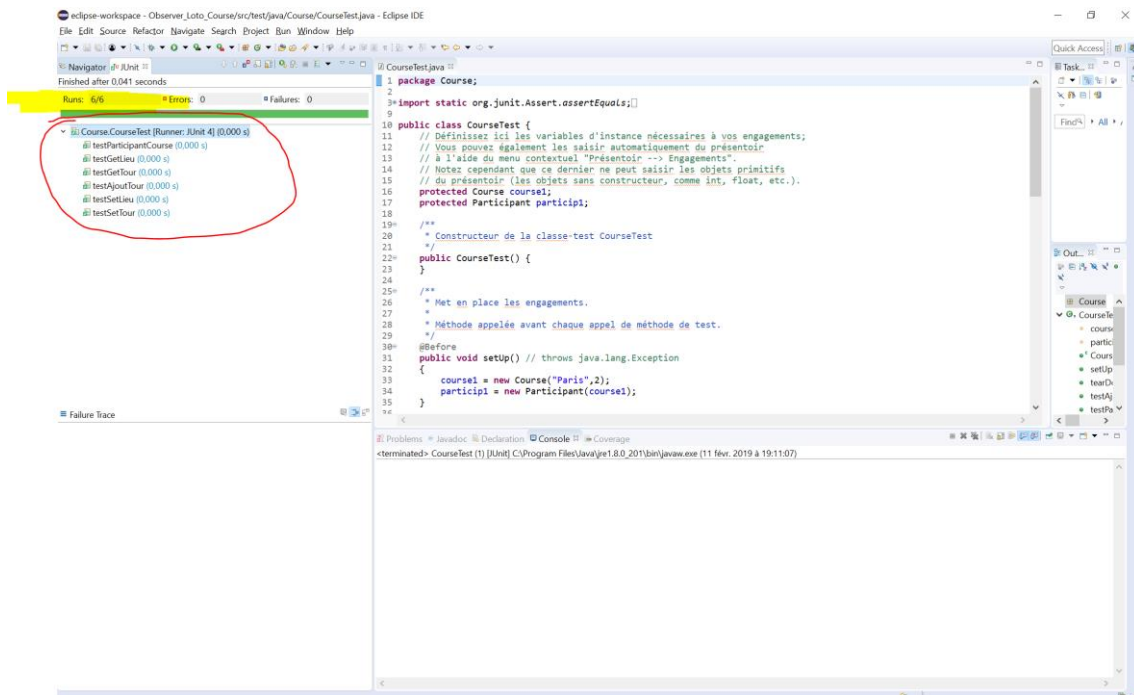 eclipse-workspace - Observer_Loto_Course/src/test/java/Course/CourseTest.java - Eclipse IDE
File Edit Source Refactor Navigate Search Project Run Window Help
Quick Access
Navigator JUnit
Finished after 0,041 seconds
Runs: 6/6 Errors: 0 Failures: 0
Course.CourseTest [Runner: JUnit 4] (0,000 s)
testParticipantCourse (0,000 s)
testGetLieu (0,000 s)
testGetTour (0,000 s)
testAjoutTour (0,000 s)
testSetLieu (0,000 s)
testSetTour (0,000 s)
Failure Trace
CourseTest.java
1 package Course;
2
3 import static org.junit.Assert.assertEquals;
9
10 public class CourseTest {
11 // Définissez ici les variables d'instance nécessaires à vos engagements;
12 // Vous pouvez également les saisir automatiquement du présentoir
13 // à l'aide du menu contextuel "Présentoir --> Engagements".
14 // Notez cependant que ce dernier ne peut saisir les objets primitifs
15 // du présentoir (les objets sans constructeur, comme int, float, etc.).
16 protected Course course1;
17 protected Participant particip1;
18
19 /**
20 * Constructeur de la classe-test CourseTest
21 */
22 public CourseTest() {
23 }
24
25 /**
26 * Met en place les engagements.
27 *
28 * Méthode appelée avant chaque appel de méthode de test.
29 */
30 @Before
31 public void setUp() // throws java.lang.Exception
32 {
33 course1 = new Course("Paris",2);
34 particip1 = new Participant(course1);
35 }
36
Task...
Find All
Out...
Course
CourseTe
cours
partici
Cours
setUp
tearD
testAj
testPa
Problems Javadoc Declaration Console Coverage
<terminated> CourseTest (1) [JUnit] C:\Program Files\Java\jre1.8.0_201\bin\javaw.exe (11 févr. 2019 à 19:11:07)